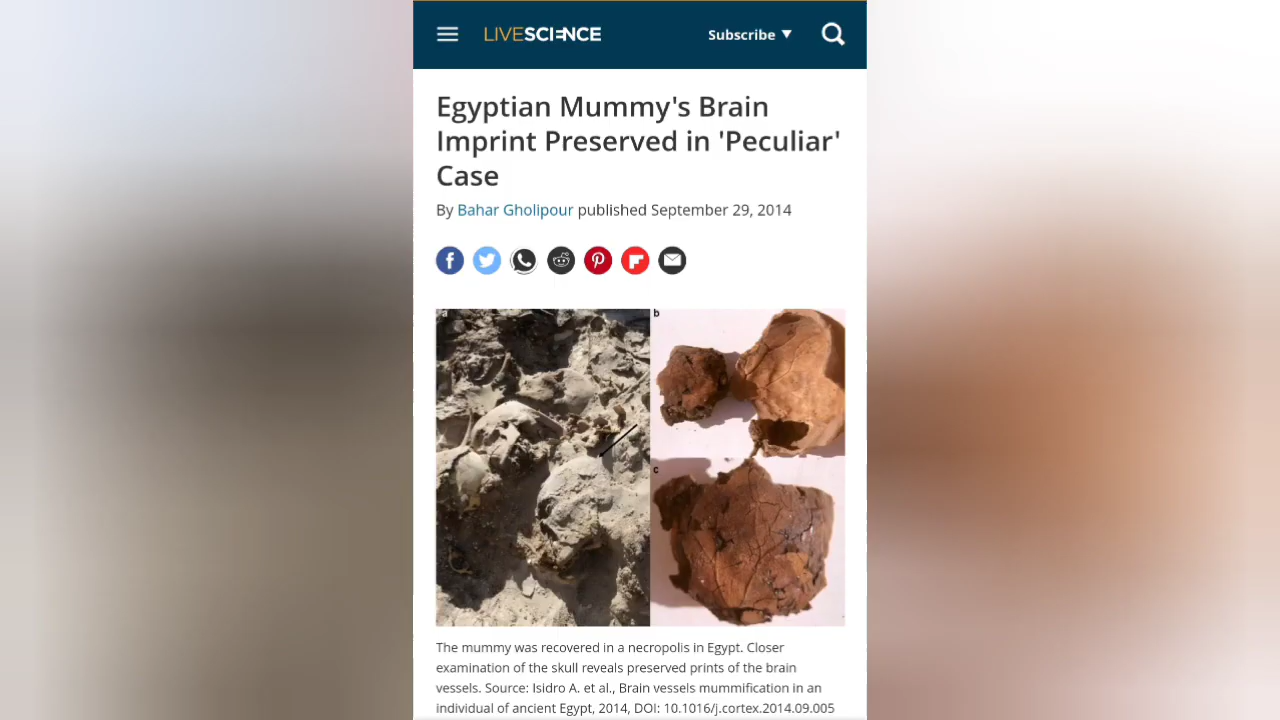 LIVESCIENCE
Subscribe
Egyptian Mummy's Brain
Imprint Preserved in 'Peculiar'
Case
By Bahar Gholipour published September 29, 2014
a
b
c
The mummy was recovered in a necropolis in Egypt. Closer
examination of the skull reveals preserved prints of the brain
vessels. Source: Isidro A. et al., Brain vessels mummification in an
individual of ancient Egypt, 2014, DOI: 10.1016/j.cortex.2014.09.005